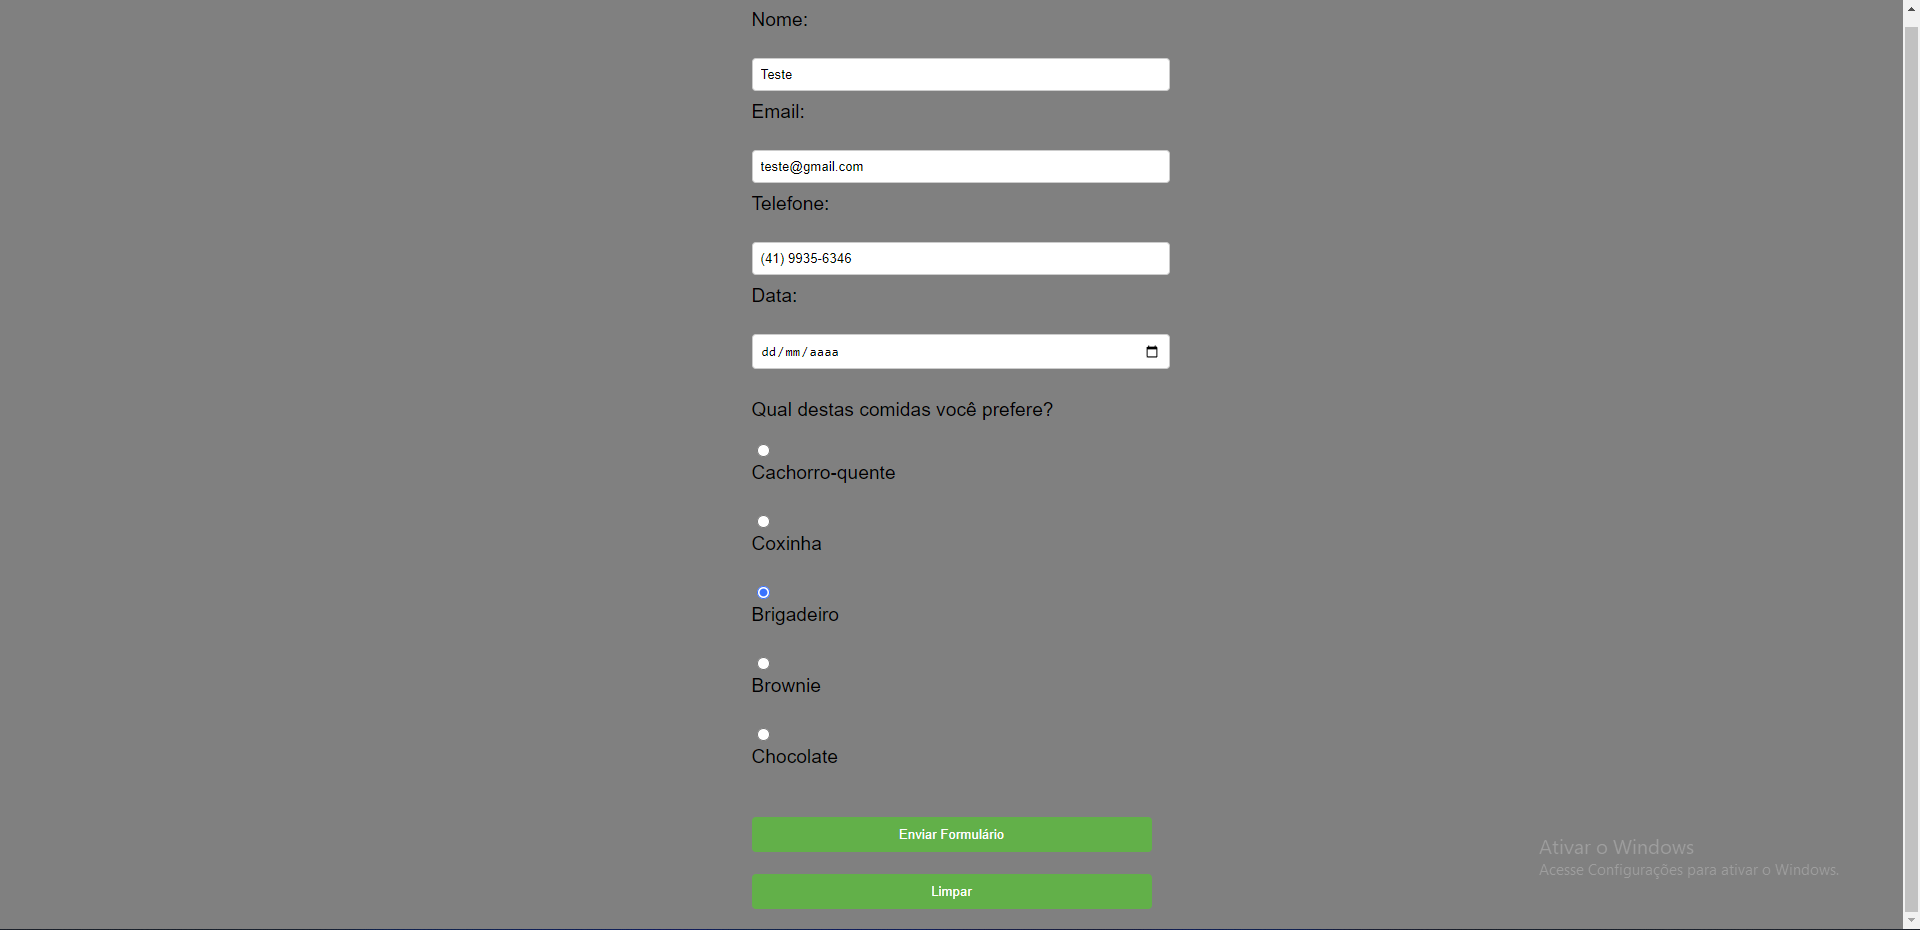 Nome:
Teste
Email:
teste@gmail.com
Telefone:
(41) 9935-6346
Data:
dd/mm/aaaa
Qual destas comidas você prefere?
Cachorro-quente
Coxinha
Brigadeiro
Brownie
Chocolate
Enviar Formulário
Limpar
Ativar o Windows
Acesse Configurações para ativar o Windows.